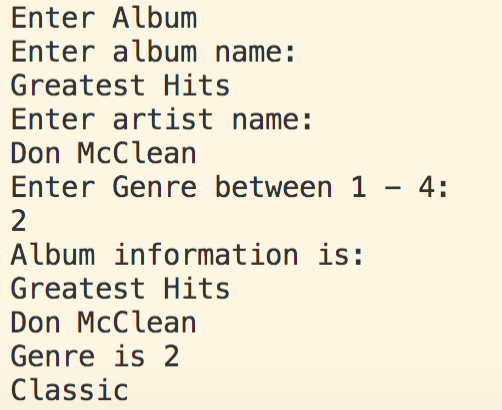 Enter Album
Enter album name:
Greatest Hits
Enter artist name:
Don McClean
Enter Genre between 1 – 4:
2
Album information is:
Greatest Hits
Don McClean
Genre is 2
Classic